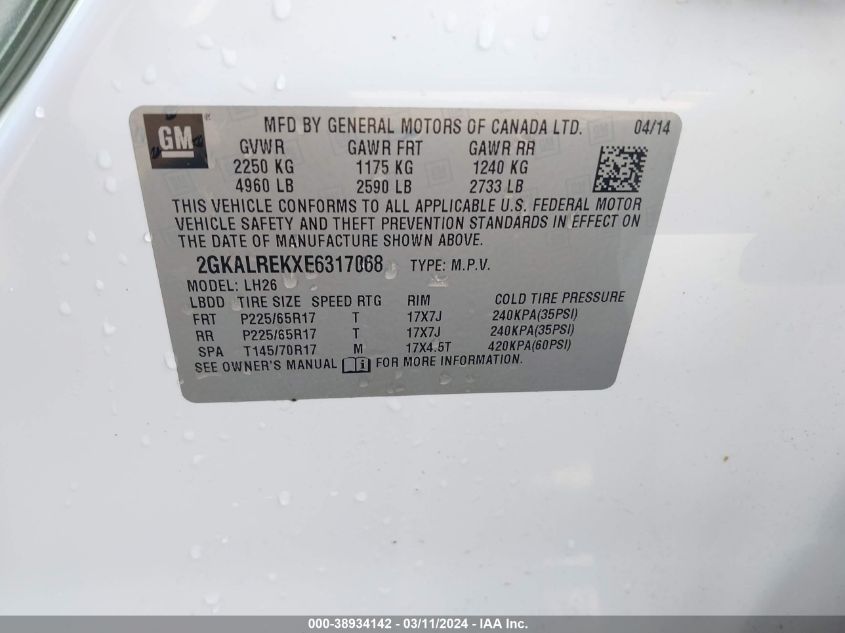 GM ® MFD BY GENERAL MOTORS OF CANADA LTD. 04/14
GVWR GAWR FRT GAWR RR
2250 KG 1175 KG 1240 KG
4960 LB 2590 LB 2733 LB
THIS VEHICLE CONFORMS TO ALL APPLICABLE U.S. FEDERAL MOTOR
VEHICLE SAFETY AND THEFT PREVENTION STANDARDS IN EFFECT ON
THE DATE OF MANUFACTURE SHOWN ABOVE.
2GKALREKXE6317068 TYPE: M.P.V.
MODEL: LH26
LBDD TIRE SIZE SPEED RTG RIM COLD TIRE PRESSURE
FRT P225/65R17 T 17X7J 240KPA(35PSI)
RR P225/65R17 T 17X7J 240KPA(35PSI)
SPA T145/70R17 M 17X4.5T 420KPA(60PSI)
SEE OWNER'S MANUAL i FOR MORE INFORMATION.
000-38934142 - 03/11/2024 - IAA Inc.